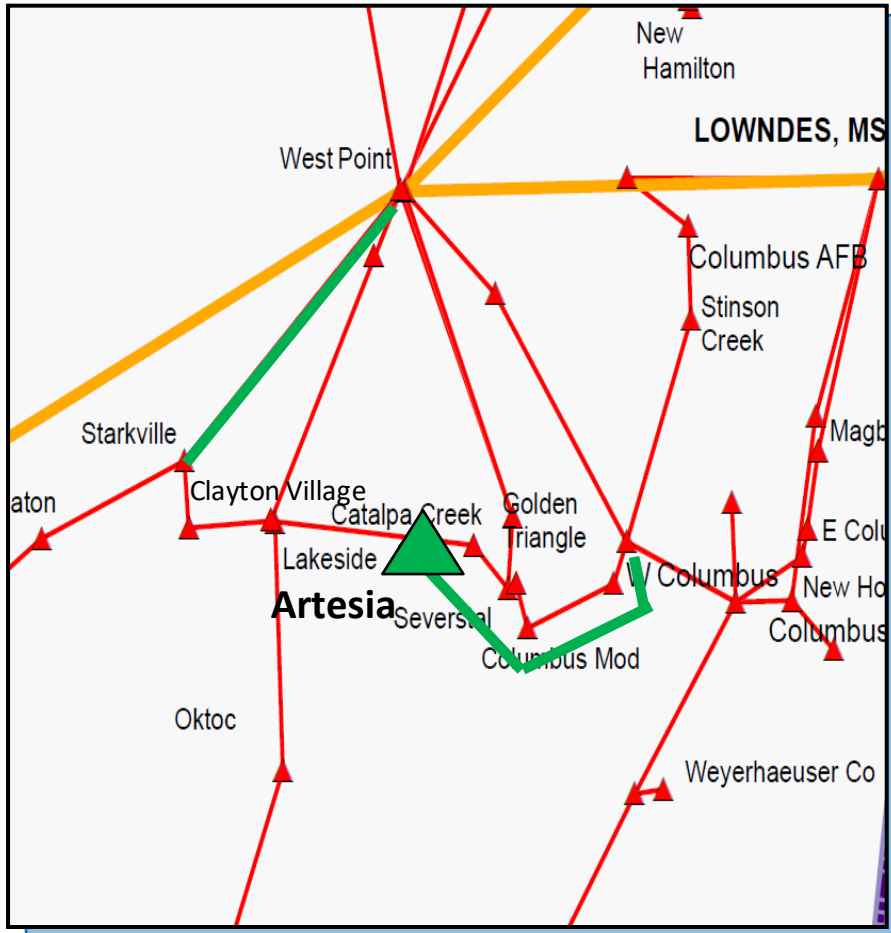 New
Hamilton
LOWNDES, MS
West Point
Columbus AFB
Stinson
Creek
Starkville
Magb
aton
Clayton Village
Catalpa Creek
Golden
Triangle
E Colu
Lakeside
W Columbus
New Ho
Artesia
Severstal
Columbus
Columbus Mod
Oktoc
Weyerhaeuser Co